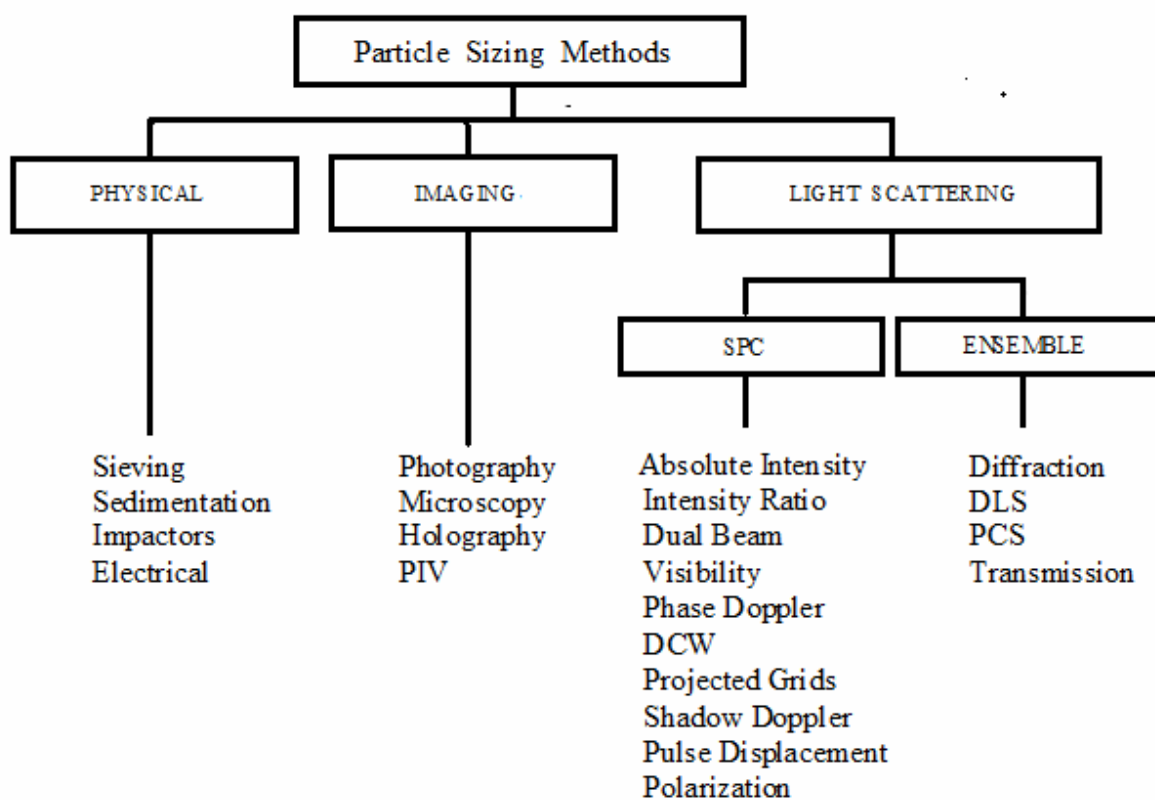 Particle Sizing Methods
PHYSICAL
IMAGING
LIGHT SCATTERING
SPC
ENSEMBLE
Sieving
Sedimentation
Impactors
Electrical
Photography
Microscopy
Holography
PIV
Absolute Intensity
Intensity Ratio
Dual Beam
Visibility
Phase Doppler
DCW
Projected Grids
Shadow Doppler
Pulse Displacement
Polarization
Diffraction
DLS
PCS
Transmission